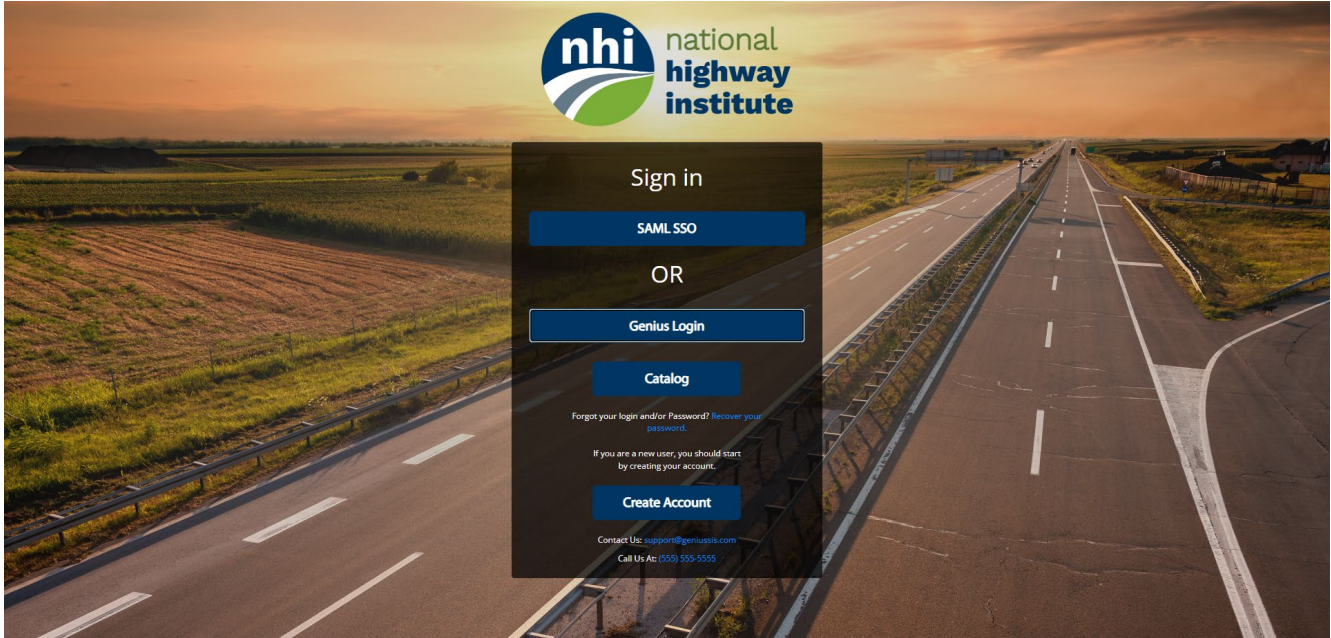 nhi
national
highway
institute
Sign in
SAML SSO
OR
Genius Login
Catalog
Forgot your login and/or Password? Recover your
password.
If you are a new user, you should start
by creating your account.
Create Account
Contact Us: support@geniussis.com
Call Us At: (555) 555-5555